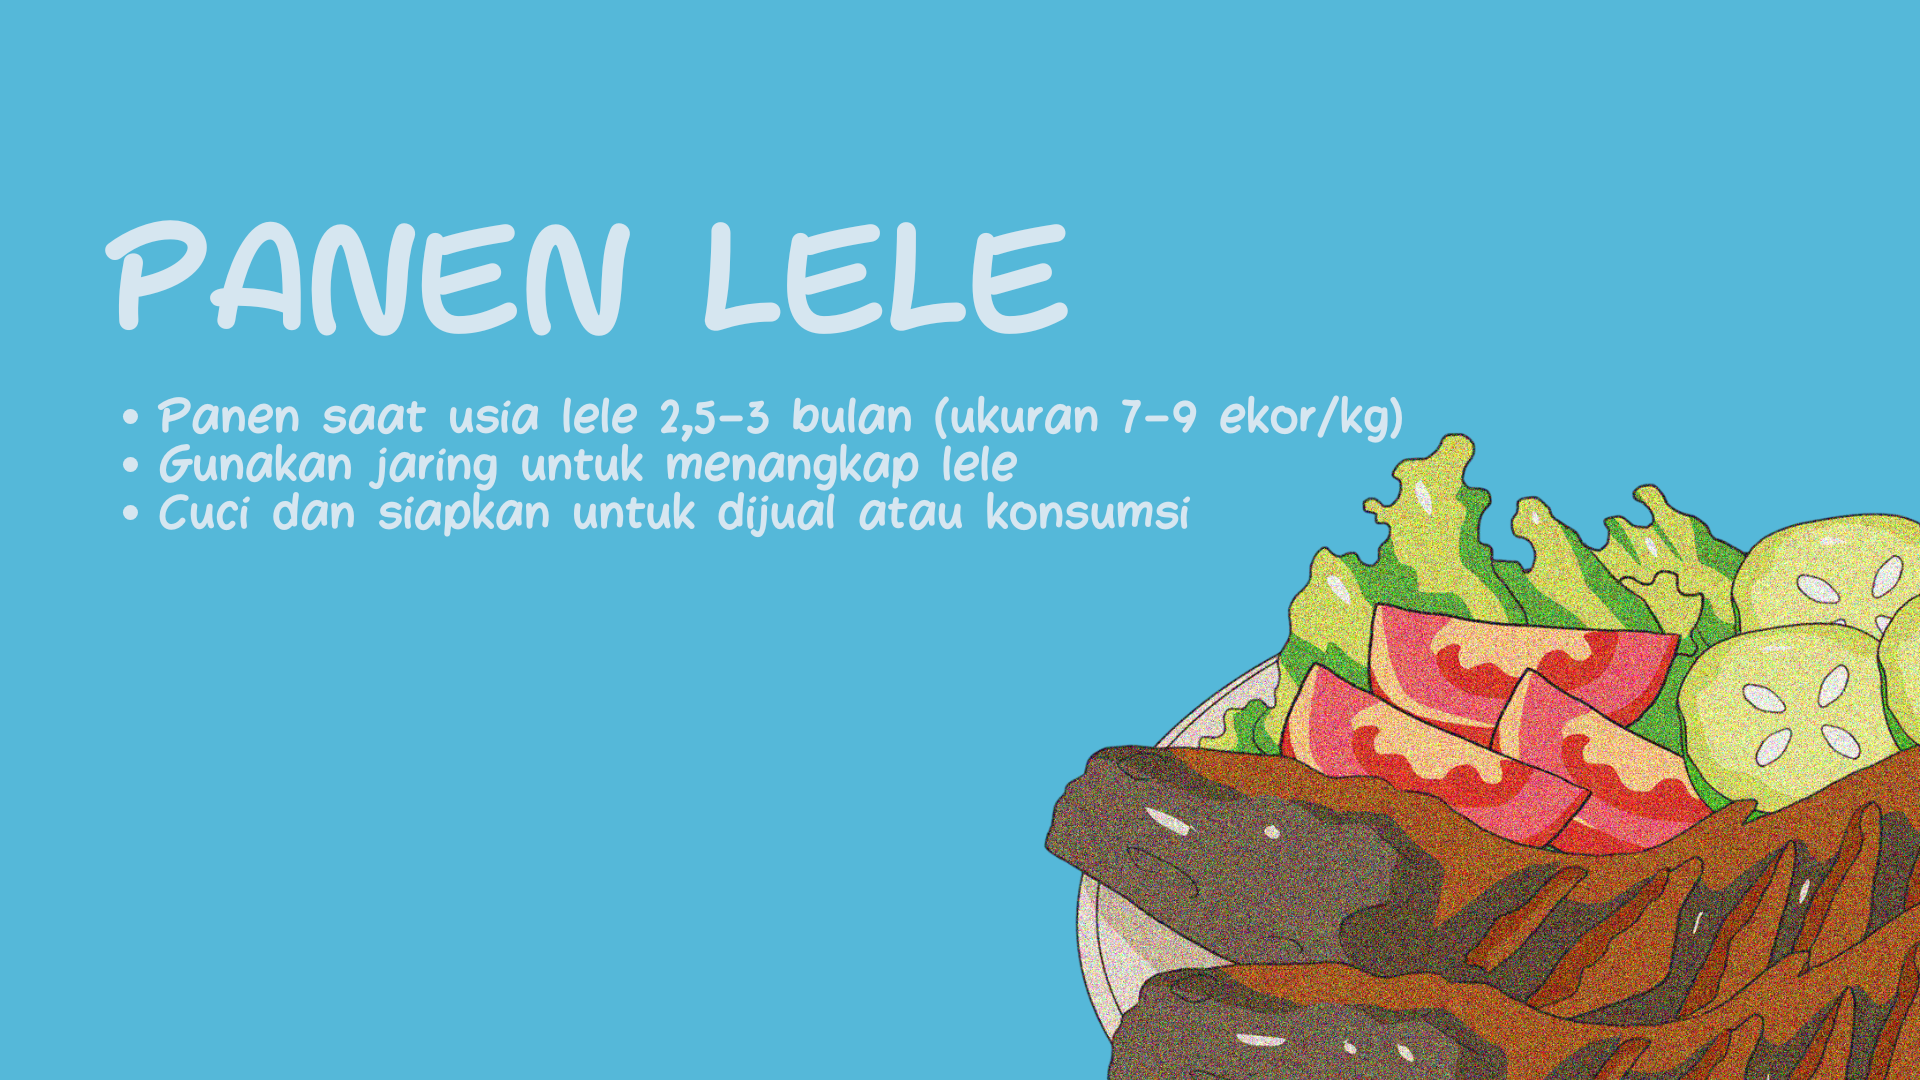 PANEN LELE
• Panen saat usia lele 2,5-3 bulan (ukuran 7-9 ekor/kg)
• Gunakan jaring untuk menangkap lele
• Cuci dan siapkan untuk dijual atau konsumsi